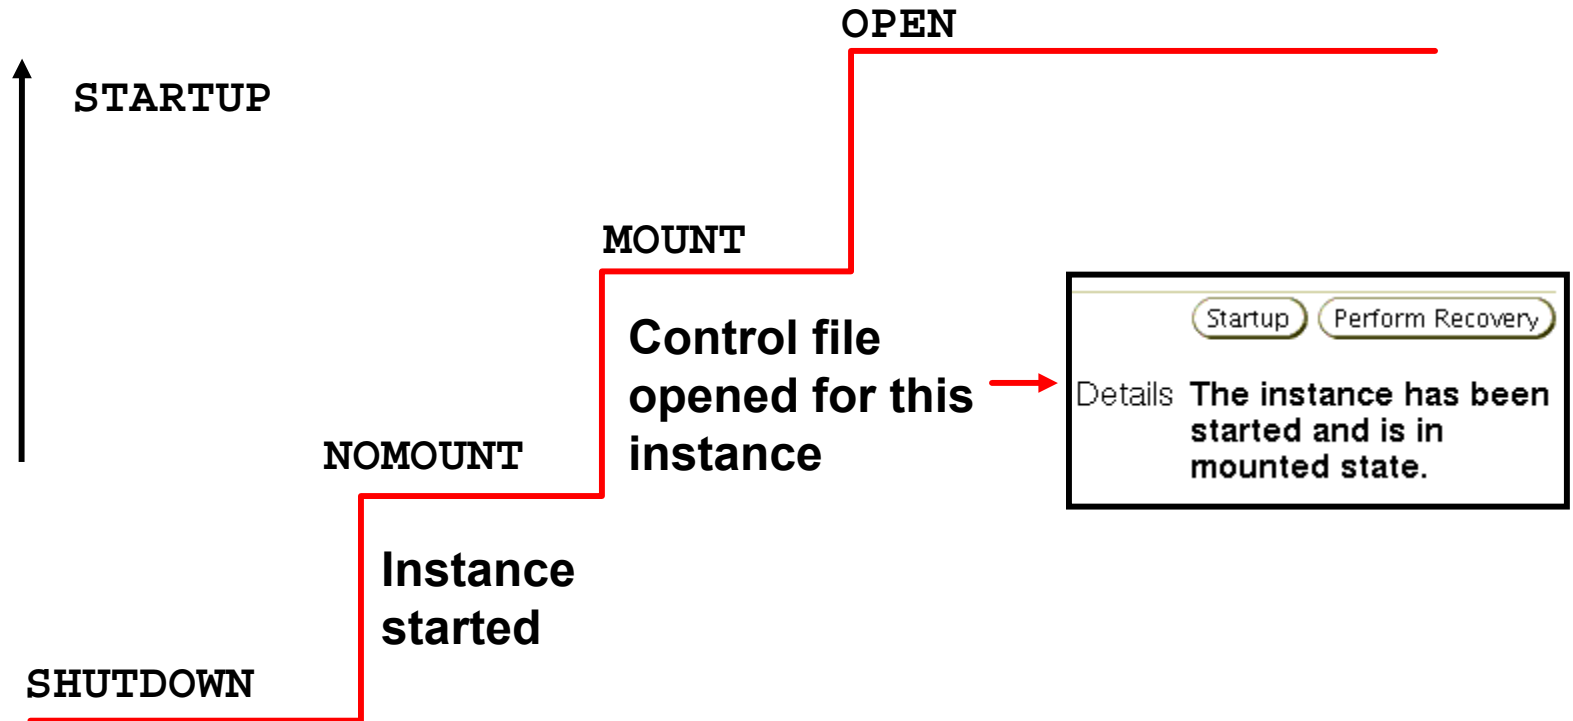 OPEN
STARTUP
MOUNT
Control file
opened for this
instance
Startup Perform Recovery
Details The instance has been
started and is in
mounted state.
NOMOUNT
Instance
started
SHUTDOWN